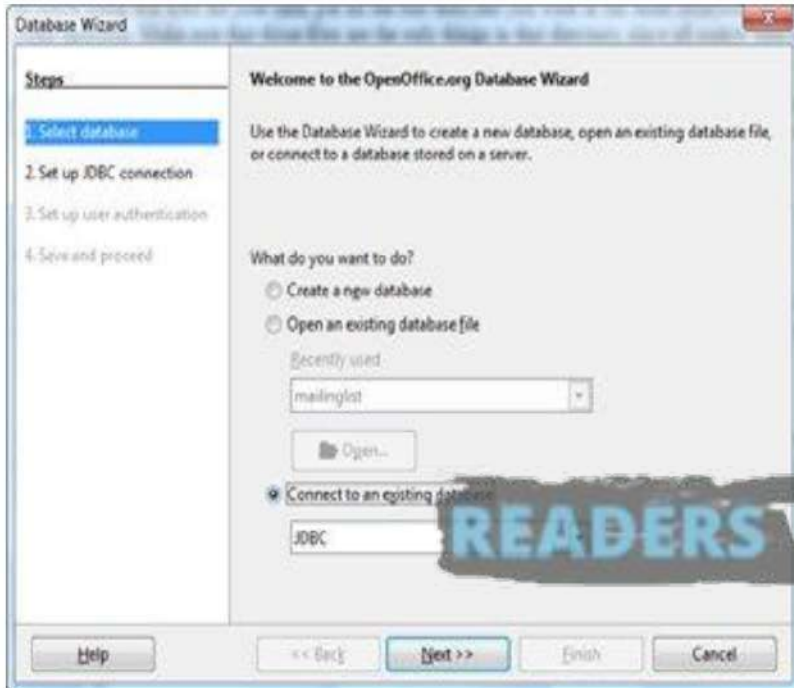 Database Wizard
Steps
1. Select database
2. Set up JDBC connection
3. Set up user authentication
4. Save and proceed
Welcome to the OpenOffice.org Database Wizard
Use the Database Wizard to create a new database, open an existing database file,
or connect to a database stored on a server.
What do you want to do?
Create a new database
Open an existing database file
Recently used
mailinglist
Open...
Connect to an existing database
JDBC
READERS
Help
<< Back
Next >>
Finish
Cancel